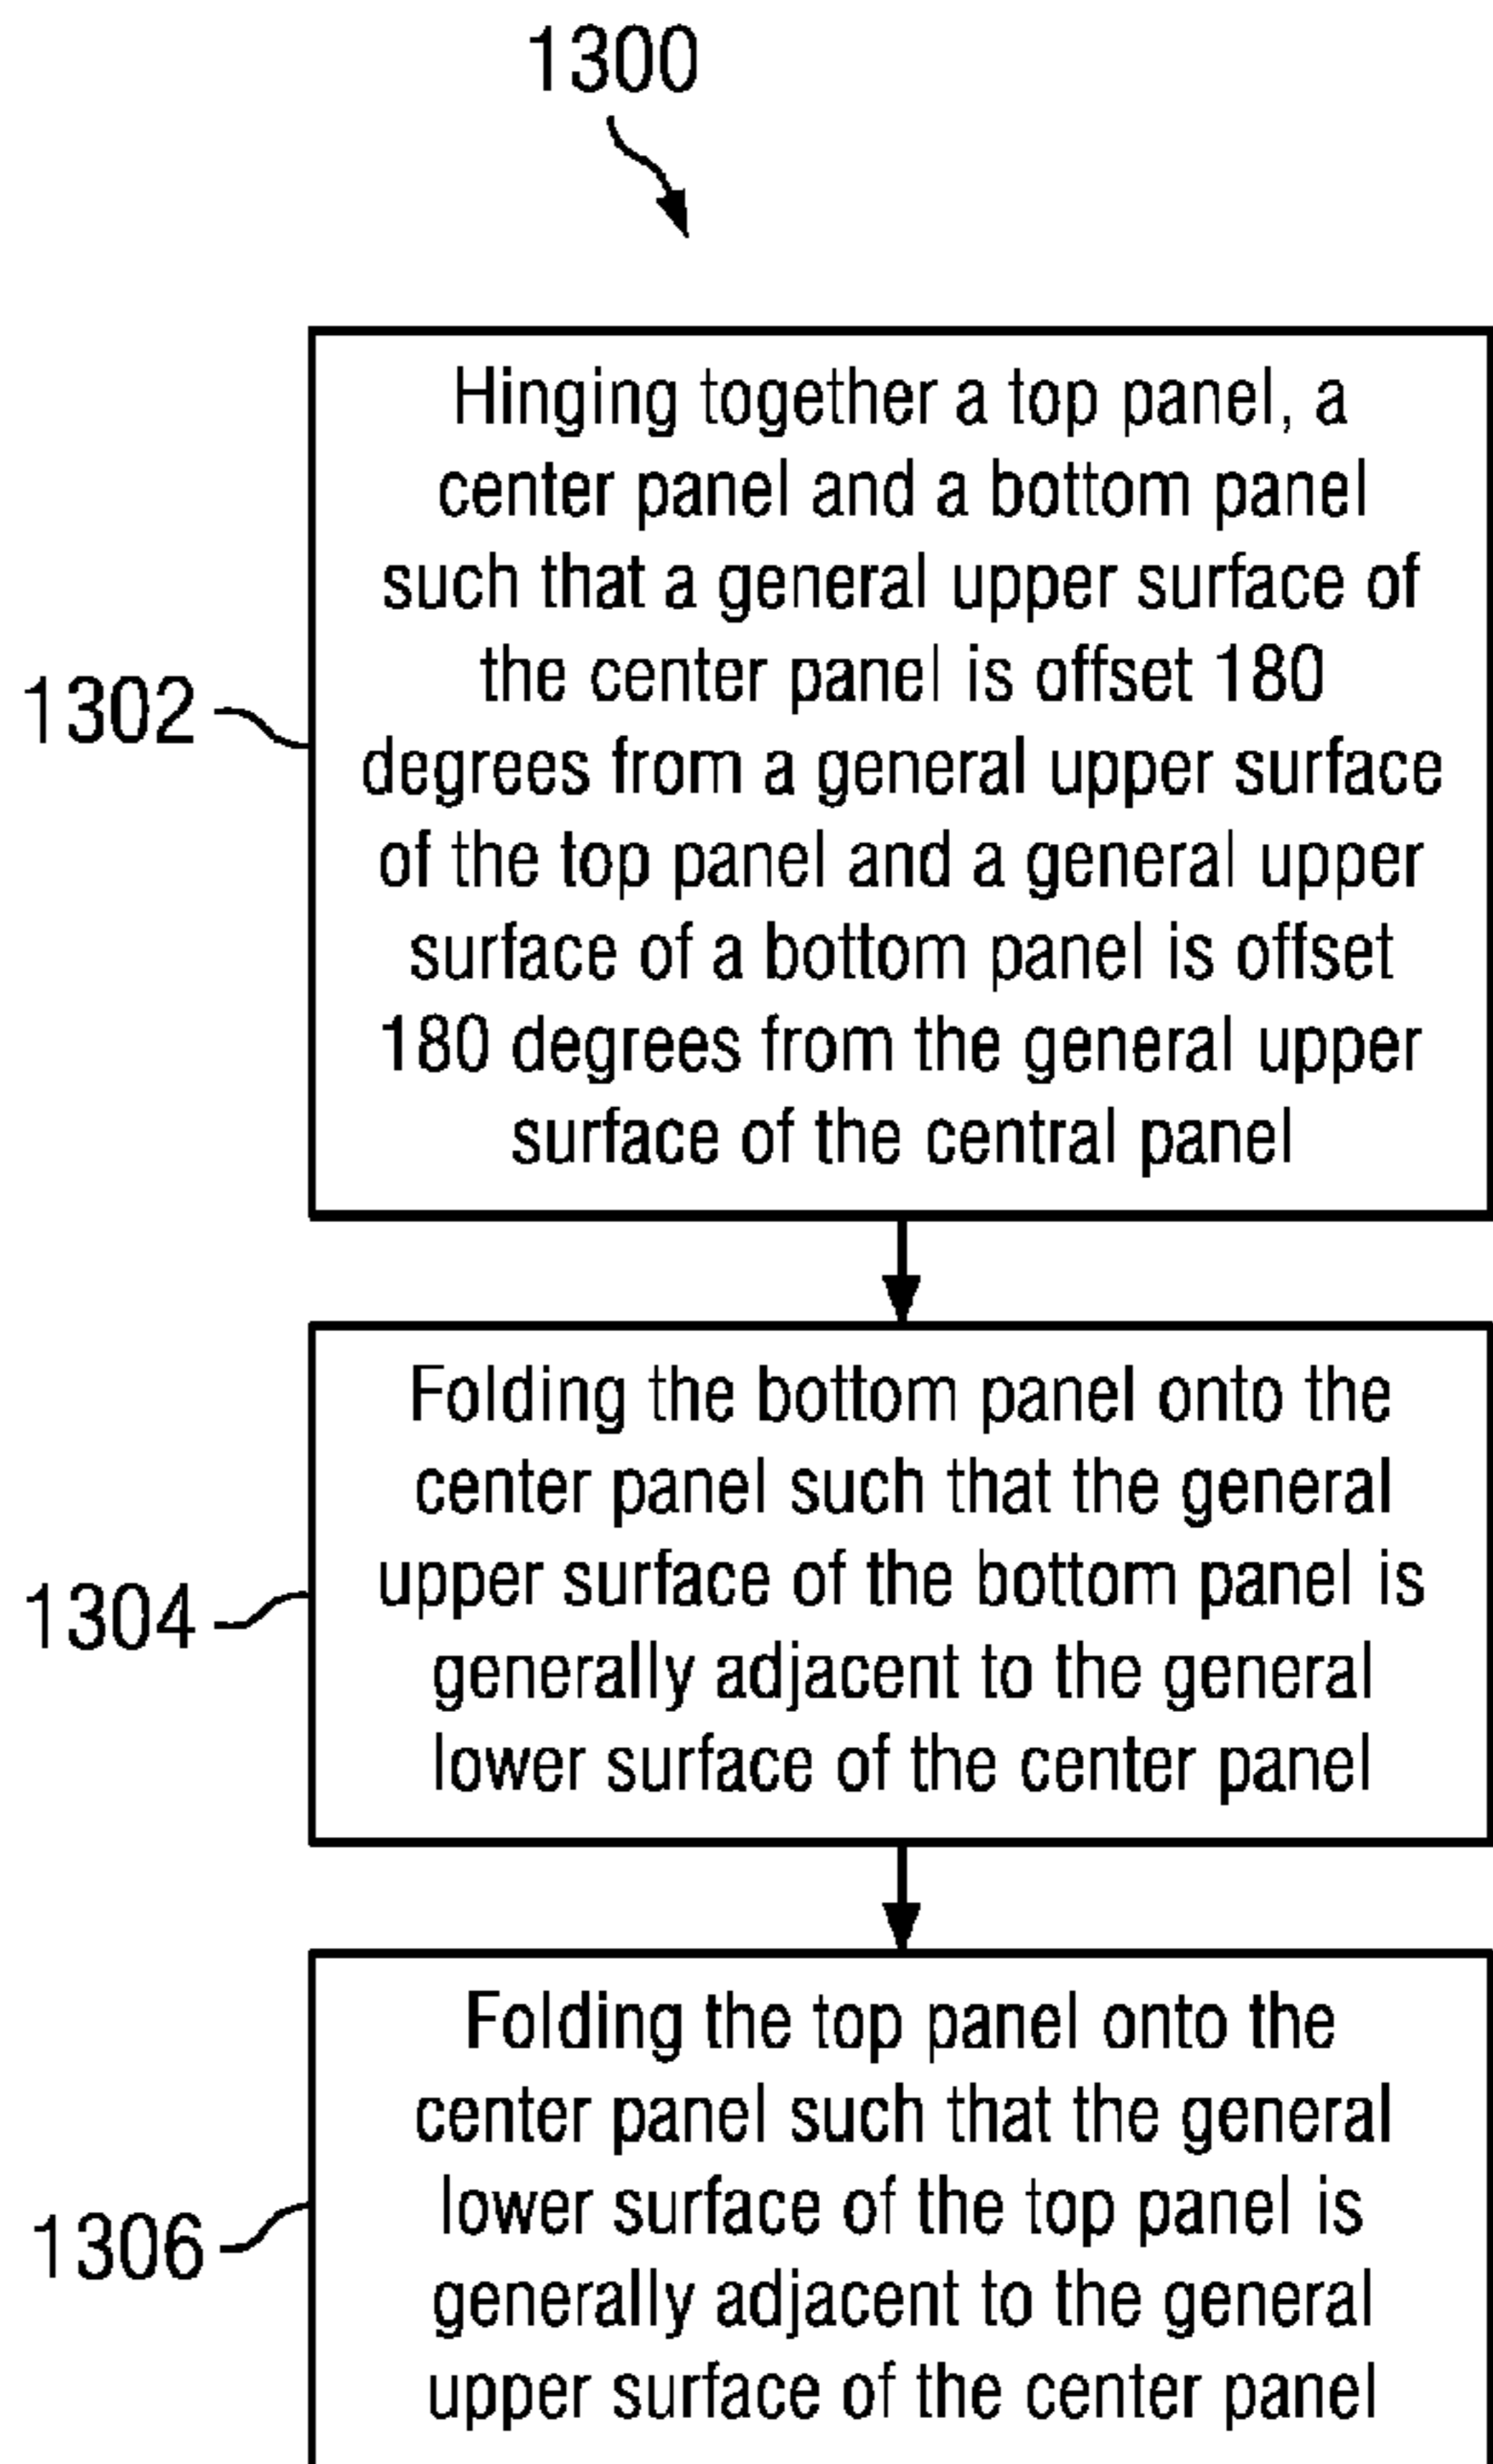 1300
Hinging together a top panel, a
center panel and a bottom panel
such that a general upper surface of
the center panel is offset 180
degrees from a general upper surface
of the top panel and a general upper
surface of a bottom panel is offset
180 degrees from the general upper
surface of the central panel
1302
Folding the bottom panel onto the
center panel such that the general
upper surface of the bottom panel is
generally adjacent to the general
lower surface of the center panel
1304
Folding the top panel onto the
center panel such that the general
lower surface of the top panel is
generally adjacent to the general
upper surface of the center panel
1306